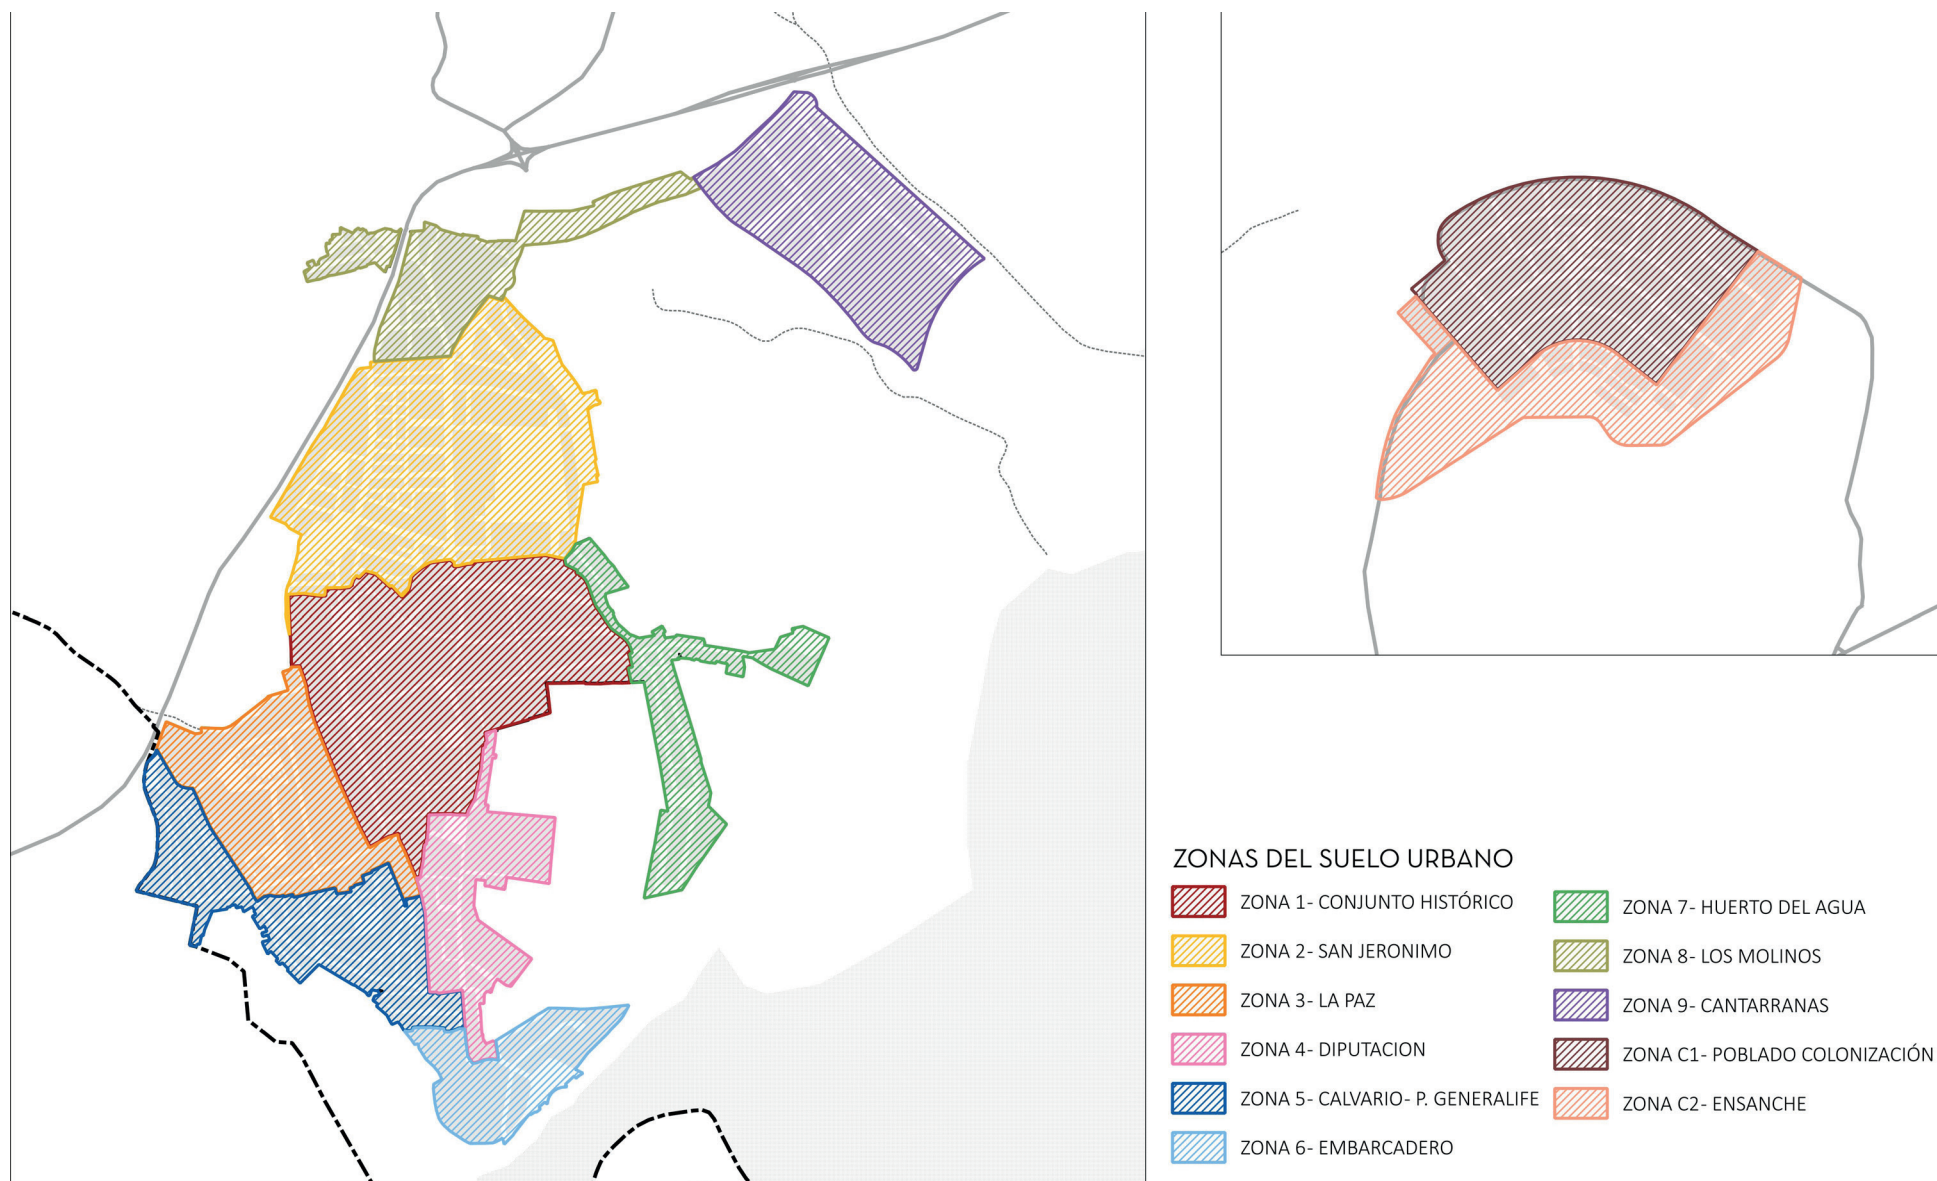 ZONAS DEL SUELO URBANO
ZONA 1- CONJUNTO HISTÓRICO
ZONA 2- SAN JERONIMO
ZONA 3- LA PAZ
ZONA 4- DIPUTACION
ZONA 5- CALVARIO- P. GENERALIFE
ZONA 6- EMBARCADERO
ZONA 7- HUERTO DEL AGUA
ZONA 8- LOS MOLINOS
ZONA 9- CANTARRANAS
ZONA C1- POBLADO COLONIZACIÓN
ZONA C2- ENSANCHE